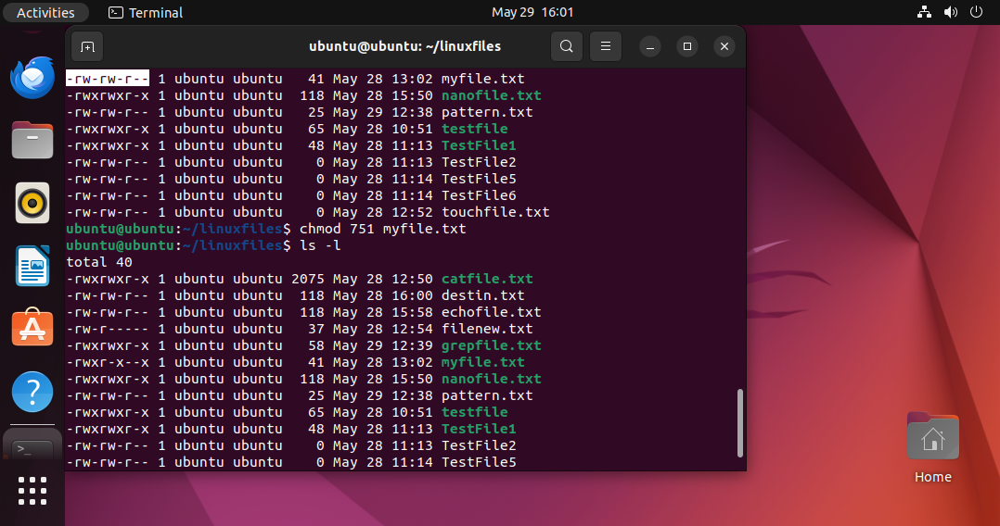 Activities Terminal May 29 16:01
ubuntu@ubuntu: ~/linuxfiles
-rw-rw-r-- 1 ubuntu ubuntu   41 May 28 13:02 myfile.txt
-rwxrwxr-x 1 ubuntu ubuntu  118 May 28 15:50 nanofile.txt
-rw-rw-r-- 1 ubuntu ubuntu   25 May 29 12:38 pattern.txt
-rwxrwxr-x 1 ubuntu ubuntu   65 May 28 10:51 testfile
-rwxrwxr-x 1 ubuntu ubuntu   48 May 28 11:13 TestFile1
-rw-rw-r-- 1 ubuntu ubuntu    0 May 28 11:13 TestFile2
-rw-rw-r-- 1 ubuntu ubuntu    0 May 28 11:14 TestFile5
-rw-rw-r-- 1 ubuntu ubuntu    0 May 28 11:14 TestFile6
-rw-rw-r-- 1 ubuntu ubuntu    0 May 28 12:52 touchfile.txt
ubuntu@ubuntu:~/linuxfiles$ chmod 751 myfile.txt
ubuntu@ubuntu:~/linuxfiles$ ls -l
total 40
-rwxrwxr-x 1 ubuntu ubuntu 2075 May 28 12:50 catfile.txt
-rw-rw-r-- 1 ubuntu ubuntu  118 May 28 16:00 destin.txt
-rw-rw-r-- 1 ubuntu ubuntu  118 May 28 15:58 echofile.txt
-rw-r----- 1 ubuntu ubuntu   37 May 28 12:54 filenew.txt
-rwxrwxr-x 1 ubuntu ubuntu   58 May 29 12:39 grepfile.txt
-rwxr-x--x 1 ubuntu ubuntu   41 May 28 13:02 myfile.txt
-rwxrwxr-x 1 ubuntu ubuntu  118 May 28 15:50 nanofile.txt
-rw-rw-r-- 1 ubuntu ubuntu   25 May 29 12:38 pattern.txt
-rwxrwxr-x 1 ubuntu ubuntu   65 May 28 10:51 testfile
-rwxrwxr-x 1 ubuntu ubuntu   48 May 28 11:13 TestFile1
-rw-rw-r-- 1 ubuntu ubuntu    0 May 28 11:13 TestFile2
-rw-rw-r-- 1 ubuntu ubuntu    0 May 28 11:14 TestFile5
Home